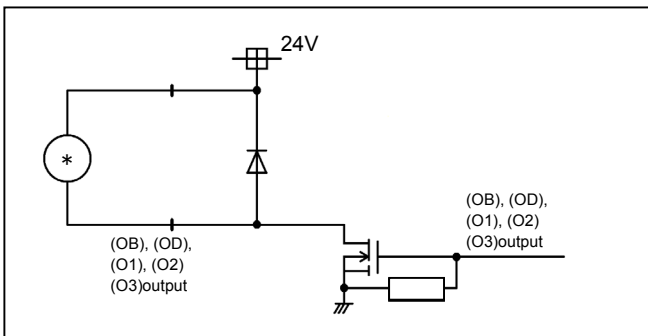 24V
*
(OB), (OD),
(O1), (O2)
(O3)output
(OB), (OD),
(O1), (O2)
(O3)output